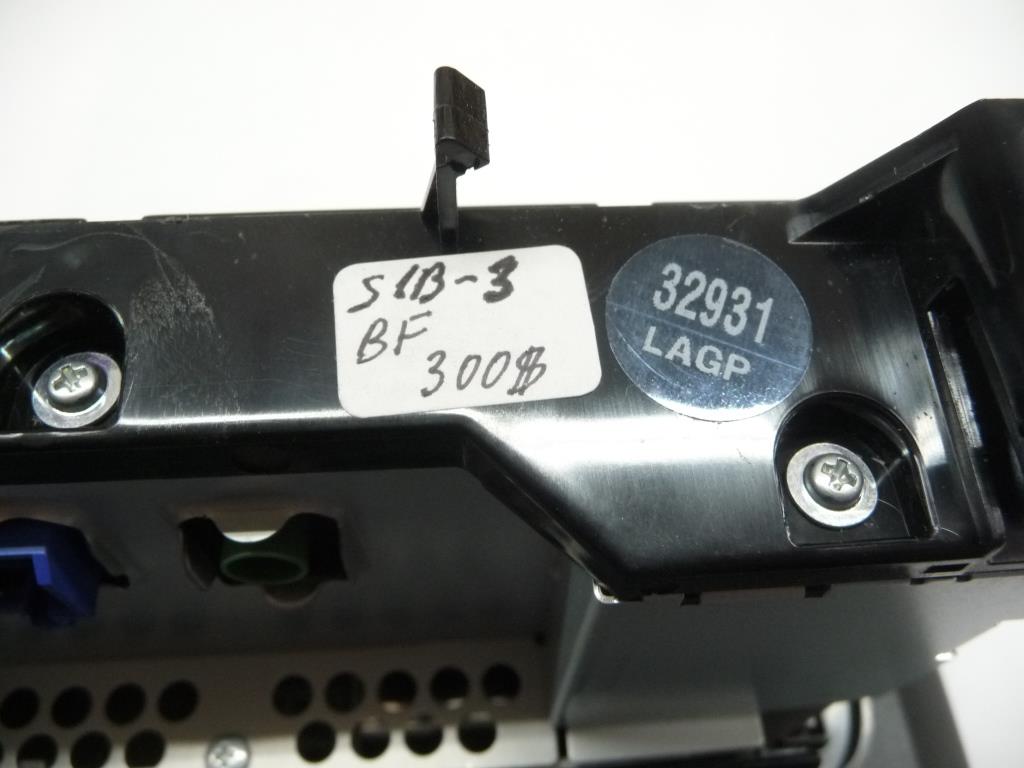 S1B-3
BF
300$
32931
LAGP